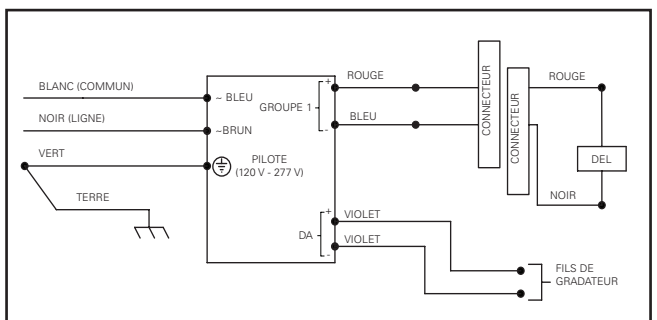 BLANC (COMMUN)
NOIR (LIGNE)
VERT
TERRE
~ BLEU
~BRUN
PILOTE
(120 V - 277 V)
GROUPE 1
+
-
DA
+
-
ROUGE
BLEU
VIOLET
VIOLET
CONNECTEUR
CONNECTEUR
ROUGE
DEL
NOIR
FILS DE
GRADATEUR